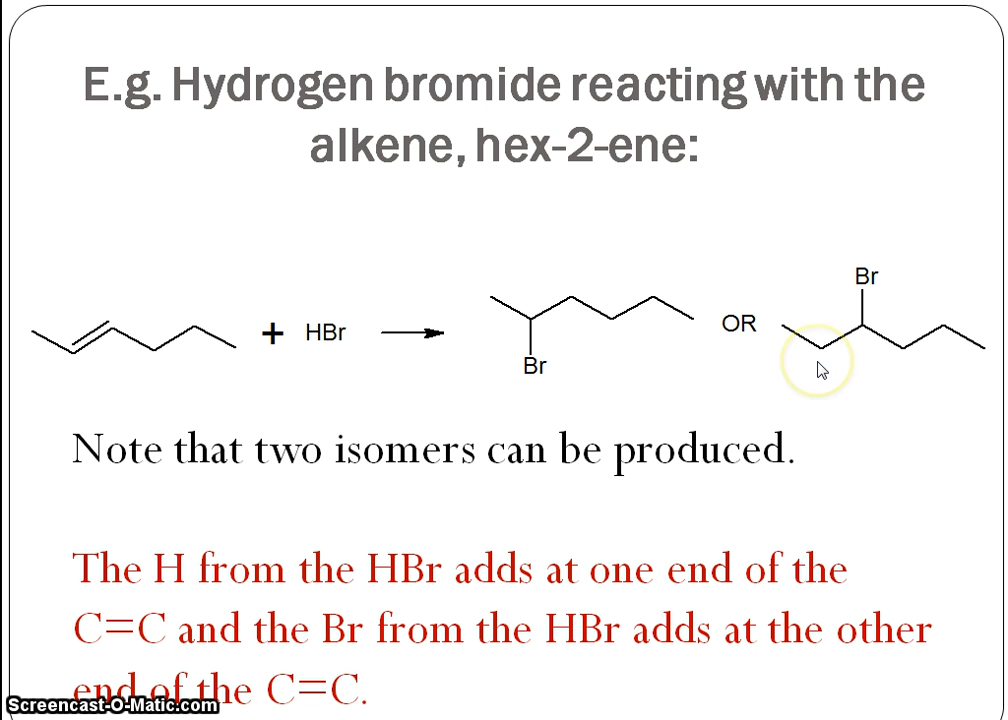 E.g. Hydrogen bromide reacting with the
alkene, hex-2-ene:
Br
+ HBr
OR
Br
Note that two isomers can be produced.
The H from the HBr adds at one end of the
C=C and the Br from the HBr adds at the other
end of the C=C.
Screencast-O-Matic.com